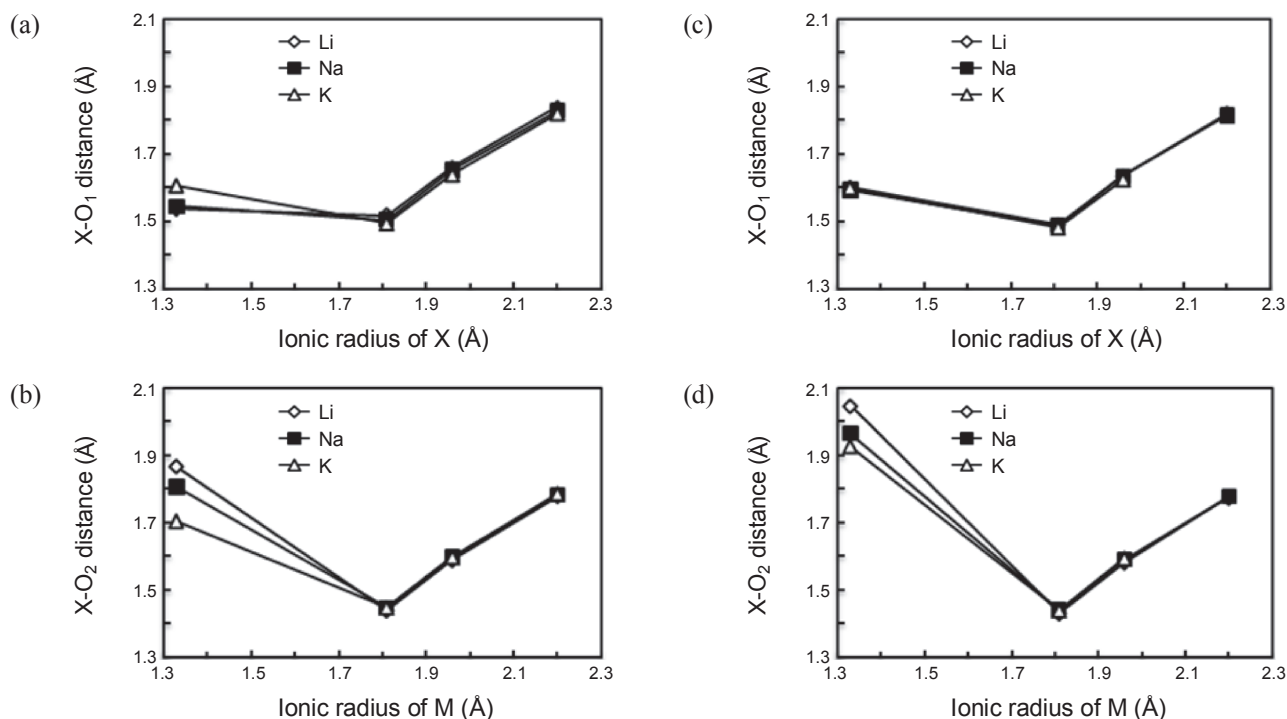 (a)
X-O₁ distance (Å)
2.1
1.9
1.7
1.5
1.3
Li
Na
K
1.3 1.5 1.7 1.9 2.1 2.3
Ionic radius of X (Å)
(c)
X-O₁ distance (Å)
2.1
1.9
1.7
1.5
1.3
Li
Na
K
1.3 1.5 1.7 1.9 2.1 2.3
Ionic radius of X (Å)
(b)
X-O₂ distance (Å)
2.1
1.9
1.7
1.5
1.3
Li
Na
K
1.3 1.5 1.7 1.9 2.1 2.3
Ionic radius of M (Å)
(d)
X-O₂ distance (Å)
2.1
1.9
1.7
1.5
1.3
Li
Na
K
1.3 1.5 1.7 1.9 2.1 2.3
Ionic radius of M (Å)